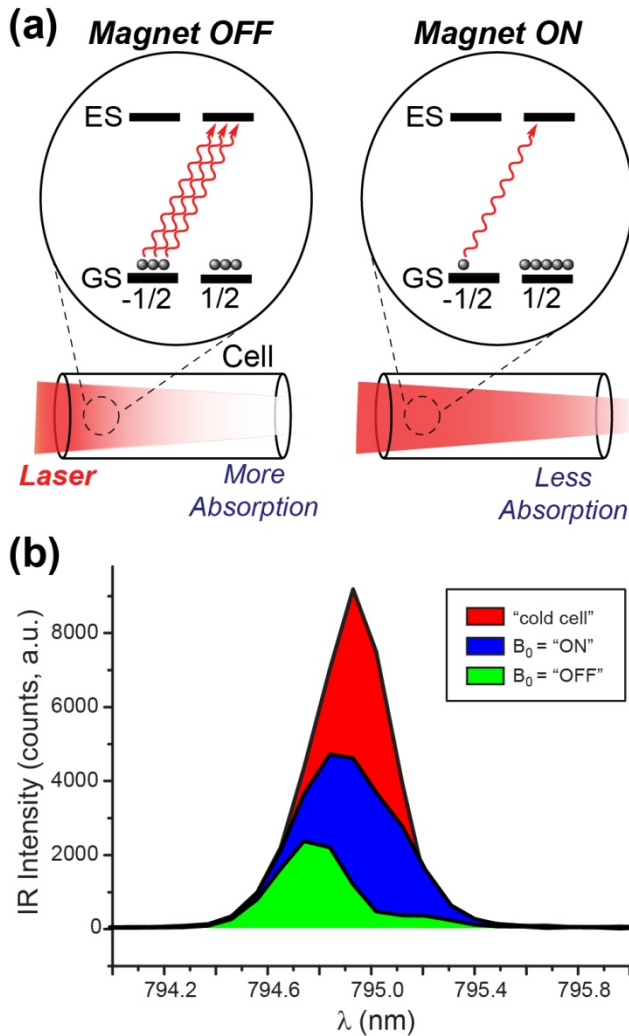 (a)
Magnet OFF
Magnet ON
ES
ES
GS
-1/2
1/2
GS
-1/2
1/2
Cell
Laser
More
Absorption
Less
Absorption
(b)
"cold cell"
B₀ = "ON"
B₀ = "OFF"
IR Intensity (counts, a.u.)
8000
6000
4000
2000
0
794.2
794.6
795.0
795.4
795.8
λ (nm)